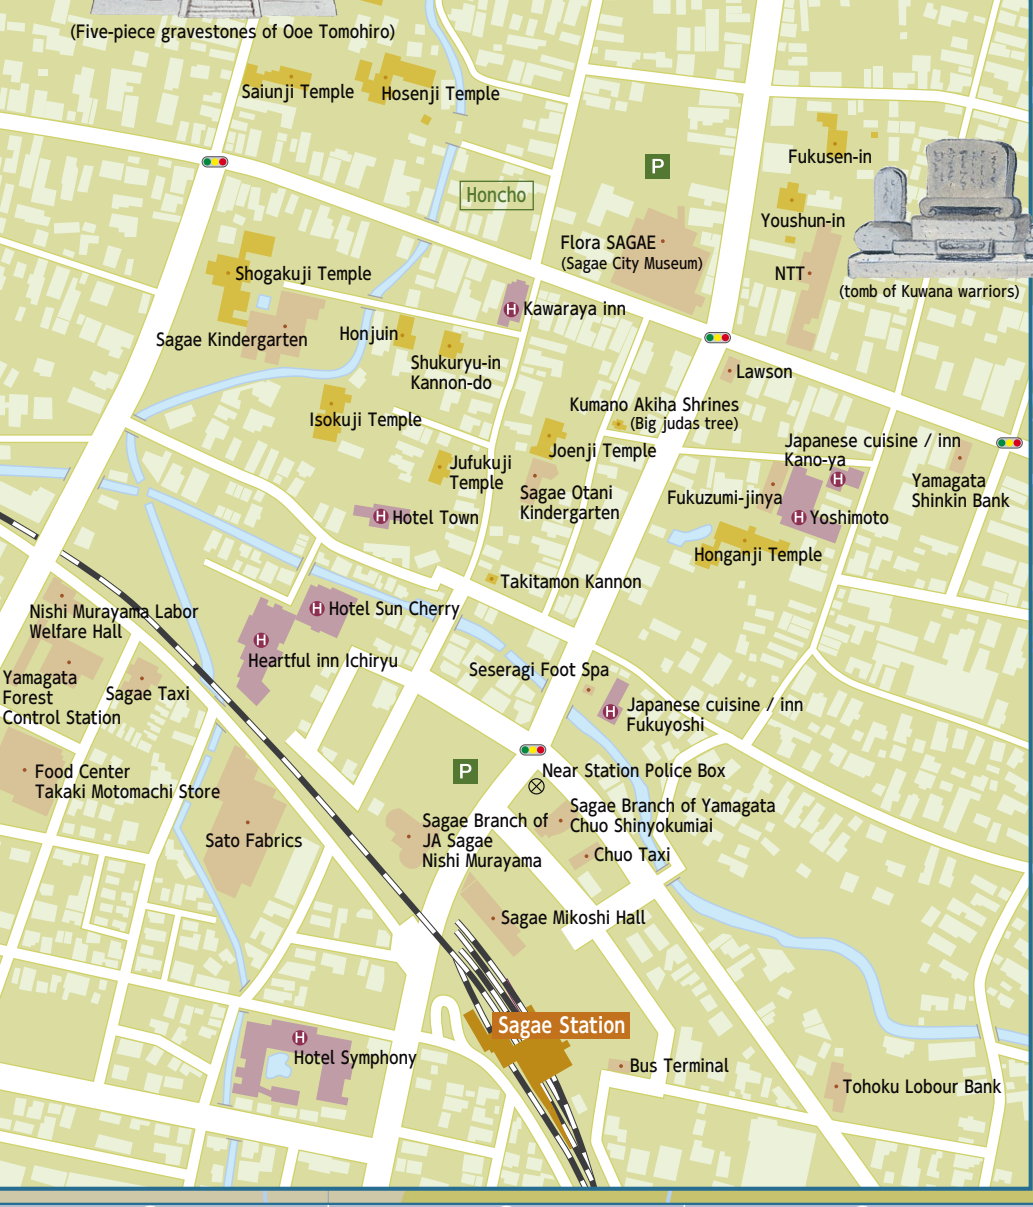 (Five-piece gravestones of Ooe Tomohiro)
Saiunji Temple
Hosenji Temple
P
Fukusen-in
Honcho
Youshun-in
Flora SAGAE
(Sagae City Museum)
NTT
(tomb of Kuwana warriors)
Shogakuji Temple
H Kawaraya inn
Sagae Kindergarten
Honjuin
Shukuryu-in
Kannon-do
Lawson
Isokuji Temple
Kumano Akiha Shrines
(Big judas tree)
Joenji Temple
Japanese cuisine / inn
Kano-ya
H
Jufukuji
Temple
Sagae Otani
Kindergarten
Fukuzumi-jinya
Yamagata
Shinkin Bank
H Hotel Town
H Yoshimoto
Honganji Temple
Takitamon Kannon
Nishi Murayama Labor
Welfare Hall
H Hotel Sun Cherry
H
Heartful inn Ichiryu
Seseragi Foot Spa
Yamagata
Forest
Control Station
Sagae Taxi
H Japanese cuisine / inn
Fukuyoshi
Food Center
Takaki Motomachi Store
P
Near Station Police Box
Sagae Branch of Yamagata
Chuo Shinyokumiai
Sato Fabrics
Sagae Branch of
JA Sagae
Nishi Murayama
Chuo Taxi
Sagae Mikoshi Hall
Sagae Station
H
Hotel Symphony
Bus Terminal
Tohoku Lobour Bank